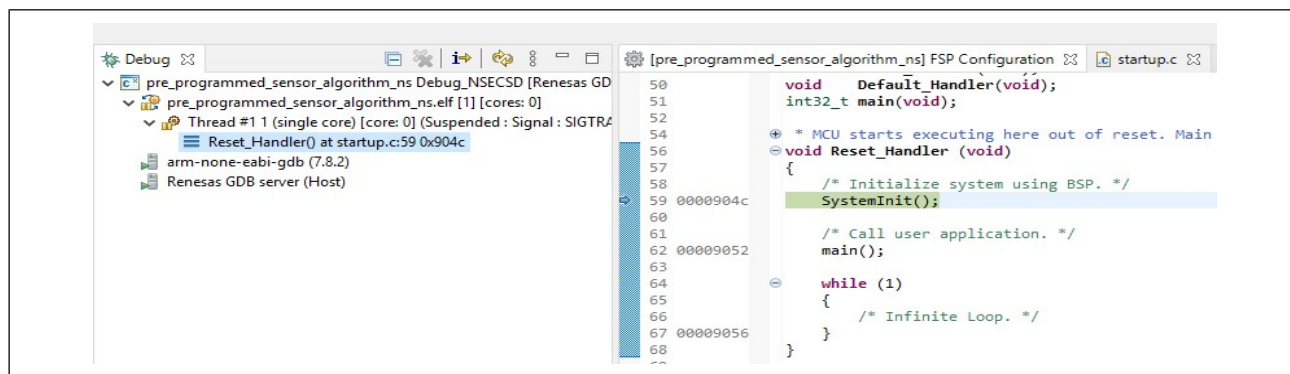 Debug
pre_programmed_sensor_algorithm_ns Debug_NSECSD [Renesas GD
pre_programmed_sensor_algorithm_ns.elf [1] [cores: 0]
Thread #1 1 (single core) [core: 0] (Suspended : Signal : SIGTRA
Reset_Handler() at startup.c:59 0x904c
arm-none-eabi-gdb (7.8.2)
Renesas GDB server (Host)
[pre_programmed_sensor_algorithm_ns] FSP Configuration startup.c
50 void Default_Handler(void);
51 int32_t main(void);
52
54 * MCU starts executing here out of reset. Main
56 void Reset_Handler (void)
57 {
58 /* Initialize system using BSP. */
59 0000904c SystemInit();
60
61 /* Call user application. */
62 00009052 main();
63
64 while (1)
65 {
66 /* Infinite Loop. */
67 00009056 }
68 }